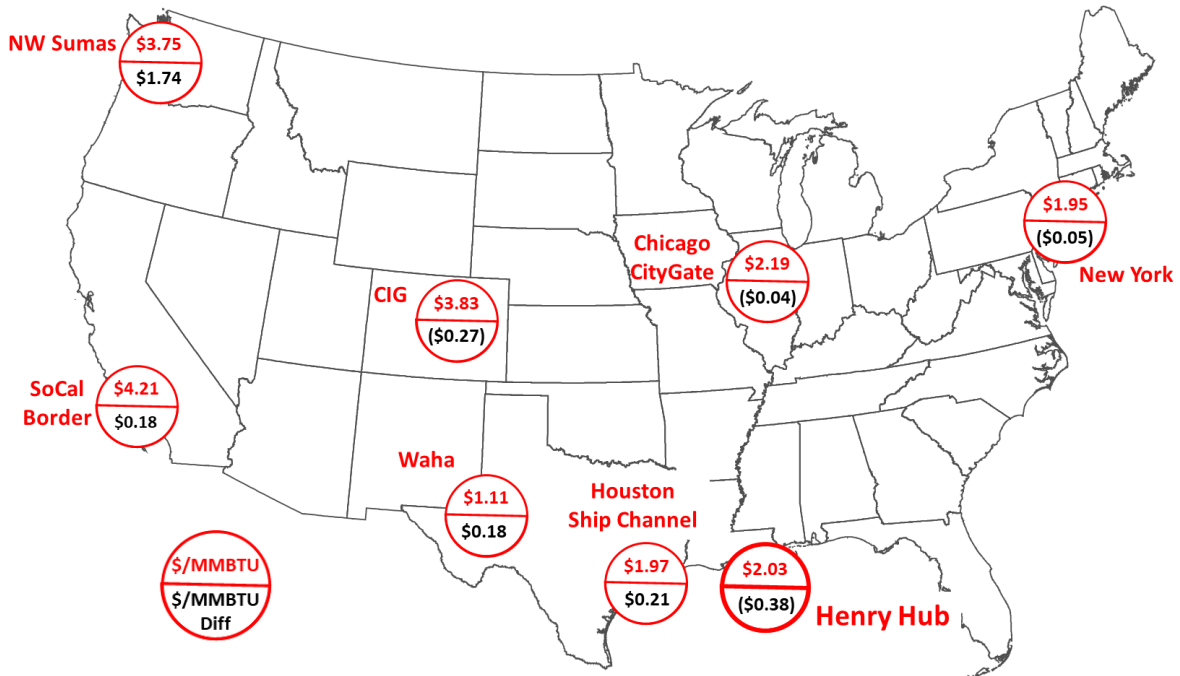 NW Sumas
$3.75
$1.74
$1.95
($0.05)
New York
Chicago
CityGate
$2.19
($0.04)
CIG
$3.83
($0.27)
SoCal
Border
$4.21
$0.18
Waha
$1.11
$0.18
Houston
Ship Channel
$1.97
$0.21
$2.03
($0.38)
Henry Hub
$/MMBTU
$/MMBTU
Diff